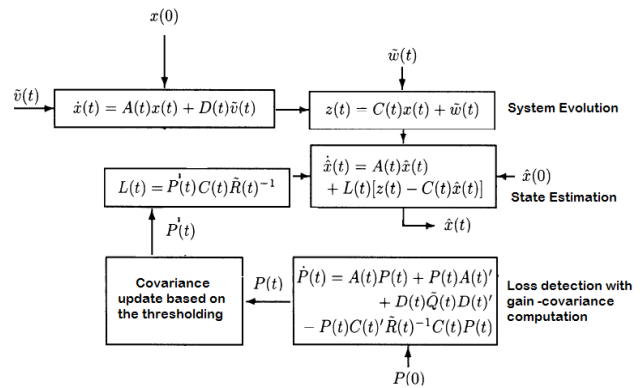 x(0)
w̃(t)
ṽ(t)
ẋ(t) = A(t)x(t) + D(t)ṽ(t)
z(t) = C(t)x(t) + w̃(t)
System Evolution
L(t) = P'(t)C(t)R̃(t)⁻¹
x̂̇(t) = A(t)x̂(t)
+ L(t)[z(t) − C(t)x̂(t)]
x̂(0)
State Estimation
x̂(t)
P'(t)
Covariance
update based on
the thresholding
P(t)
Ṗ(t) = A(t)P(t) + P(t)A(t)′
+ D(t)Q̃(t)D(t)′
− P(t)C(t)′R̃(t)⁻¹C(t)P(t)
Loss detection with
gain -covariance
computation
P(0)